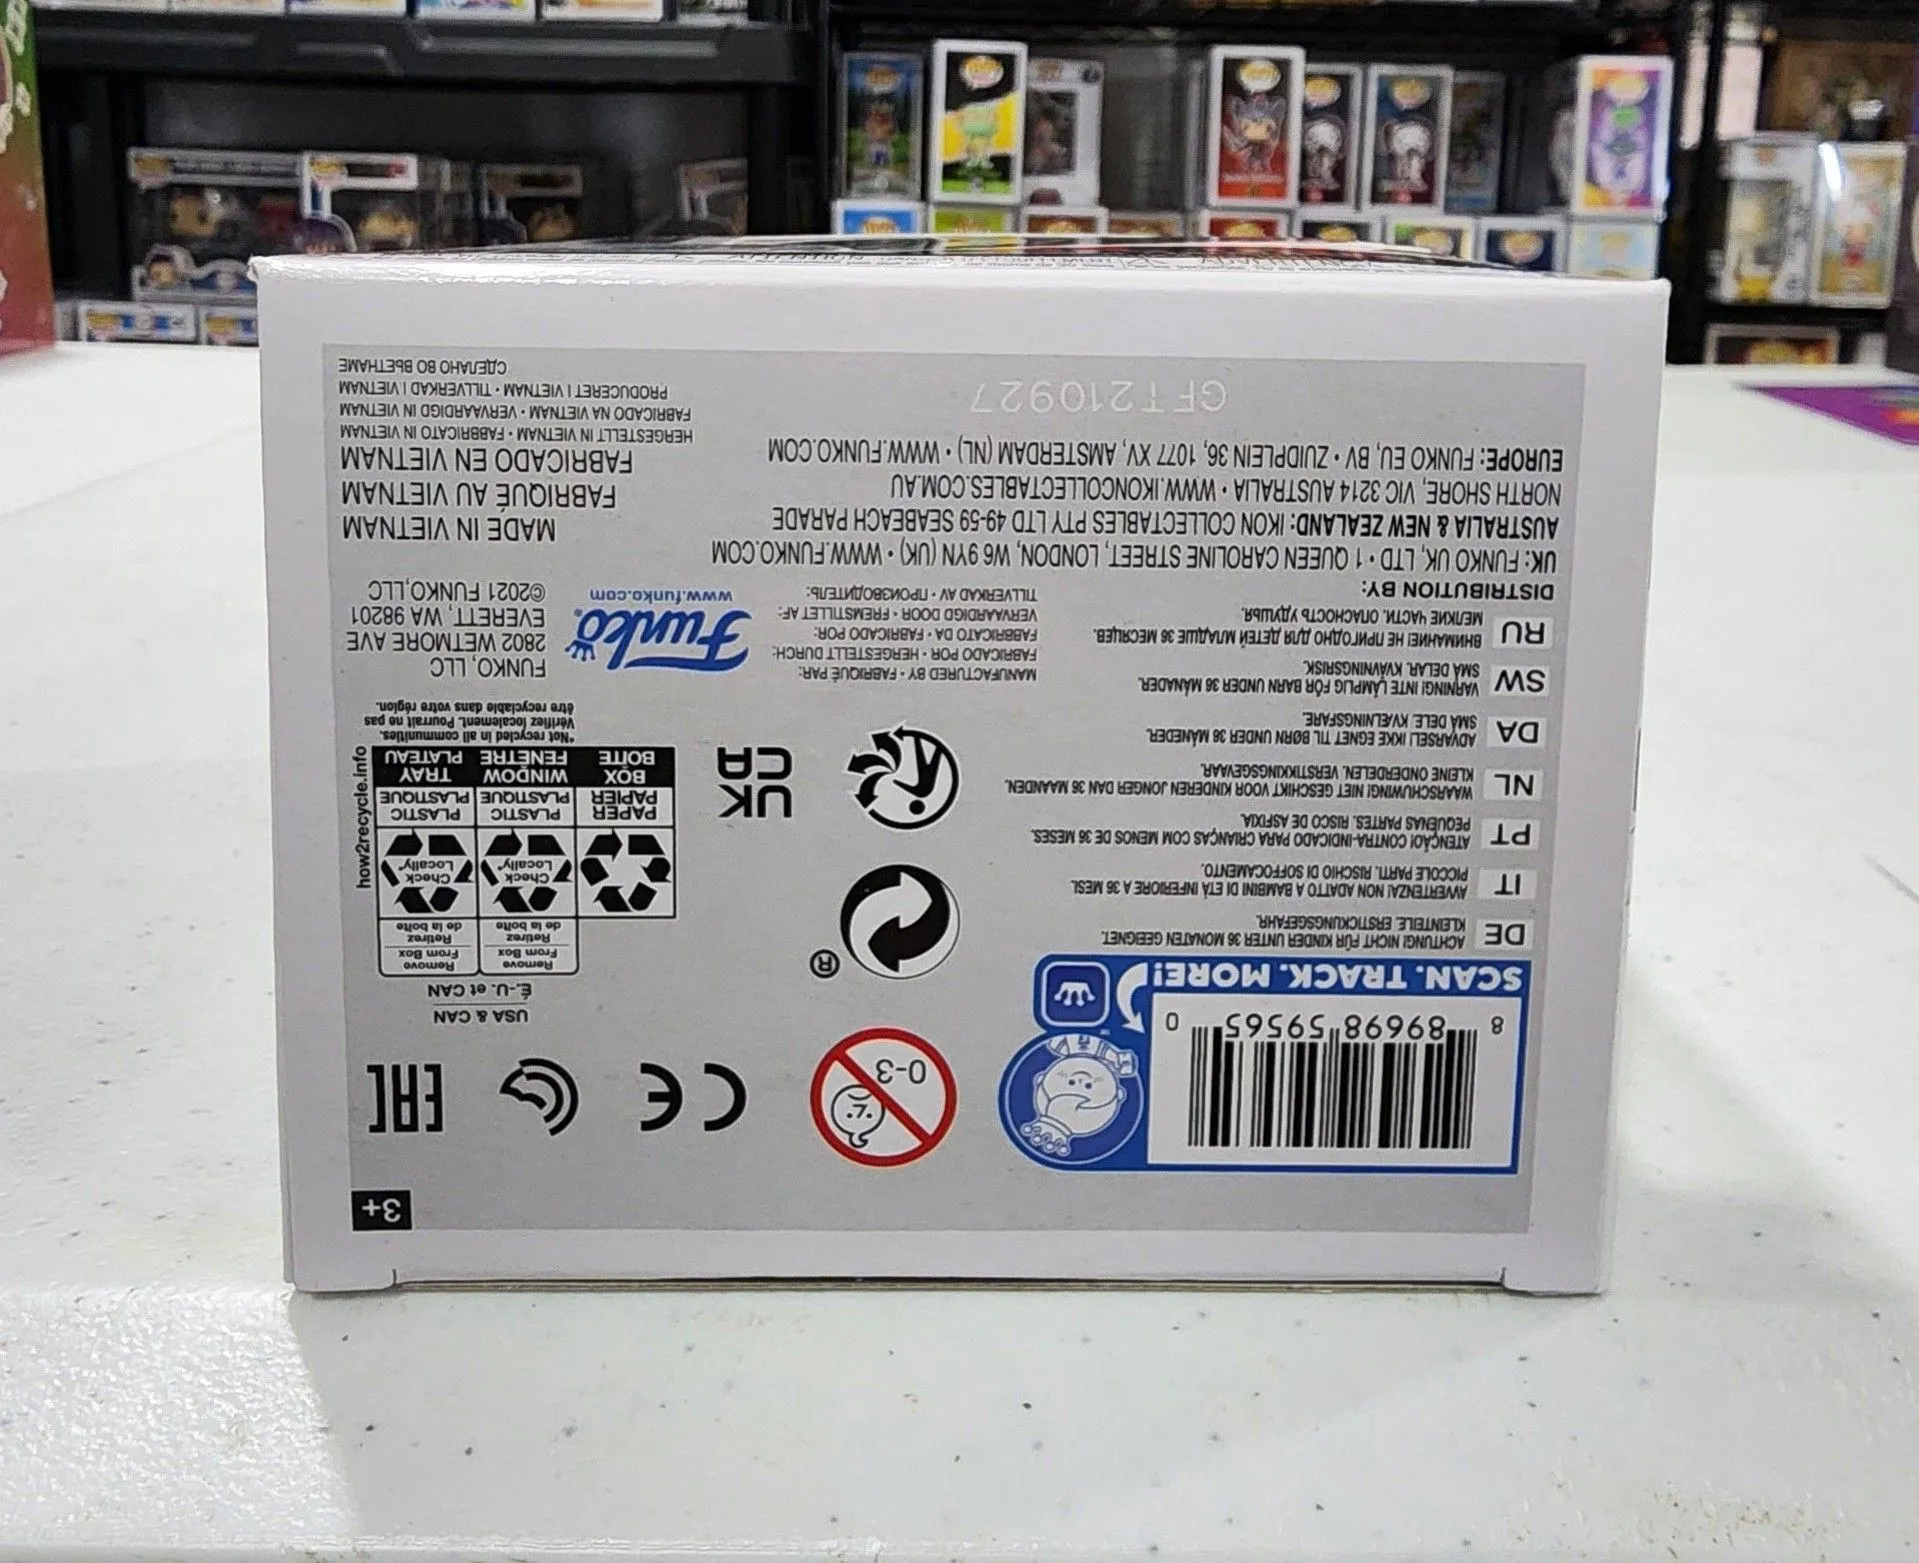 3+
8 89698 59565 0
SCAN. TRACK. MORE!
0-3
CE
EAC
USA & CAN
É.-U. et CAN
Remove
From Box
Retirez
de la boîte
Remove
From Box
Retirez
de la boîte
Check
Locally*
Check
Locally*
PAPER
PAPIER
PLASTIC
PLASTIQUE
PLASTIC
PLASTIQUE
BOX
BOÎTE
WINDOW
FENÊTRE
TRAY
PLATEAU
how2recycle.info
*Not recycled in all communities.
Vérifiez localement. Pourrait ne pas
être recyclable dans votre région.
®
UK
CA
DE
ACHTUNG! NICHT FÜR KINDER UNTER 36 MONATEN GEEIGNET.
KLEINTEILE. ERSTICKUNGSGEFAHR.
IT
AVVERTENZA! NON ADATTO A BAMBINI DI ETÀ INFERIORE A 36 MESI.
PICCOLE PARTI. RISCHIO DI SOFFOCAMENTO.
PT
ATENÇÃO! CONTRA-INDICADO PARA CRIANÇAS COM MENOS DE 36 MESES.
PEQUENAS PARTES. RISCO DE ASFIXIA.
NL
WAARSCHUWING! NIET GESCHIKT VOOR KINDEREN JONGER DAN 36 MAANDEN.
KLEINE ONDERDELEN. VERSTIKKINGSGEVAAR.
DA
ADVARSEL! IKKE EGNET TIL BØRN UNDER 36 MÅNEDER.
SMÅ DELE. KVÆLNINGSFARE.
SW
VARNING! INTE LÄMPLIG FÖR BARN UNDER 36 MÅNADER.
SMÅ DELAR. KVÄVNINGSRISK.
RU
ВНИМАНИЕ! НЕ ПРИГОДНО ДЛЯ ДЕТЕЙ МЛАДШЕ 36 МЕСЯЦЕВ.
МЕЛКИЕ ЧАСТИ. ОПАСНОСТЬ УДУШЬЯ.
MANUFACTURED BY • FABRIQUÉ PAR:
FABRICADO POR • HERGESTELLT DURCH:
FABBRICATO DA • FABRICADO POR:
VERVAARDIGD DOOR • FREMSTILLET AF:
TILLVERKAD AV • ПРОИЗВОДИТЕЛЬ:
Funko®
www.funko.com
FUNKO, LLC
2802 WETMORE AVE
EVERETT, WA 98201
©2021 FUNKO,LLC
DISTRIBUTION BY:
UK: FUNKO UK, LTD • 1 QUEEN CAROLINE STREET, LONDON, W6 9YN (UK) • WWW.FUNKO.COM
AUSTRALIA & NEW ZEALAND: IKON COLLECTABLES PTY LTD 49-59 SEABEACH PARADE
NORTH SHORE, VIC 3214 AUSTRALIA • WWW.IKONCOLLECTABLES.COM.AU
EUROPE: FUNKO EU, BV • ZUIDPLEIN 36, 1077 XV, AMSTERDAM (NL) • WWW.FUNKO.COM
MADE IN VIETNAM
FABRIQUÉ AU VIETNAM
FABRICADO EN VIETNAM
HERGESTELLT IN VIETNAM • FABBRICATO IN VIETNAM
FABRICADO NA VIETNAM • VERVAARDIGD IN VIETNAM
PRODUCERET I VIETNAM • TILLVERKAD I VIETNAM
СДЕЛАНО ВО ВЬЕТНАМЕ
GFT210927